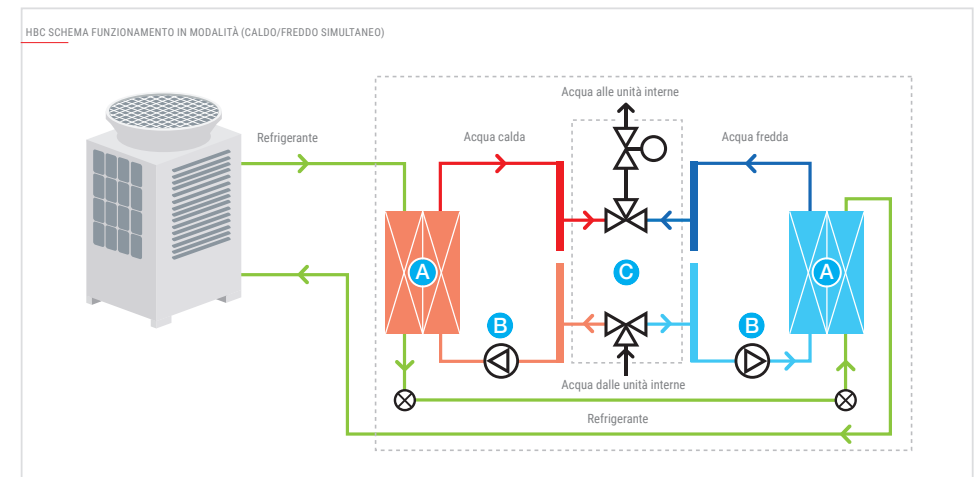 HBC SCHEMA FUNZIONAMENTO IN MODALITÀ (CALDO/FREDDO SIMULTANEO)
Acqua alle unità interne
Refrigerante
Acqua calda
Acqua fredda
A
C
A
B
B
Acqua dalle unità interne
Refrigerante